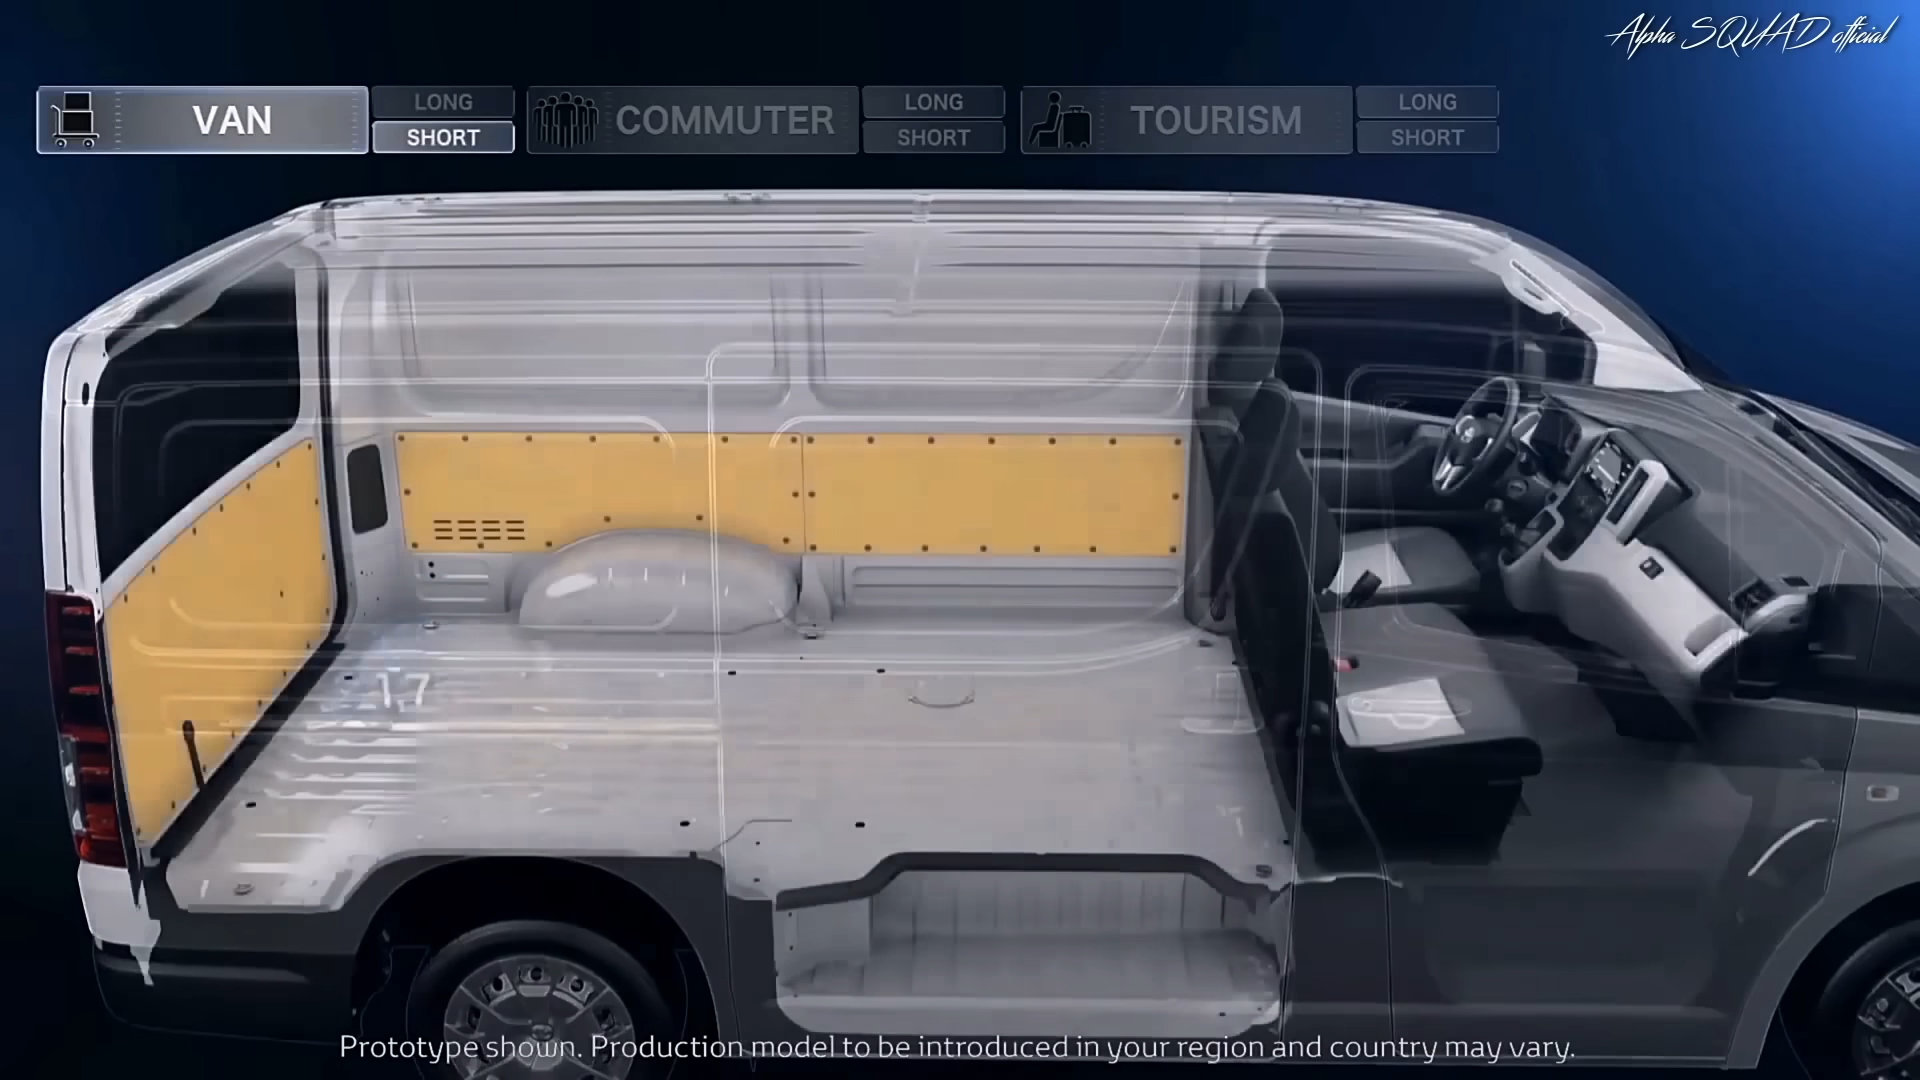 Alpha SQUAD official
VAN
LONG
SHORT
COMMUTER
LONG
SHORT
TOURISM
LONG
SHORT
17
Prototype shown. Production model to be introduced in your region and country may vary.